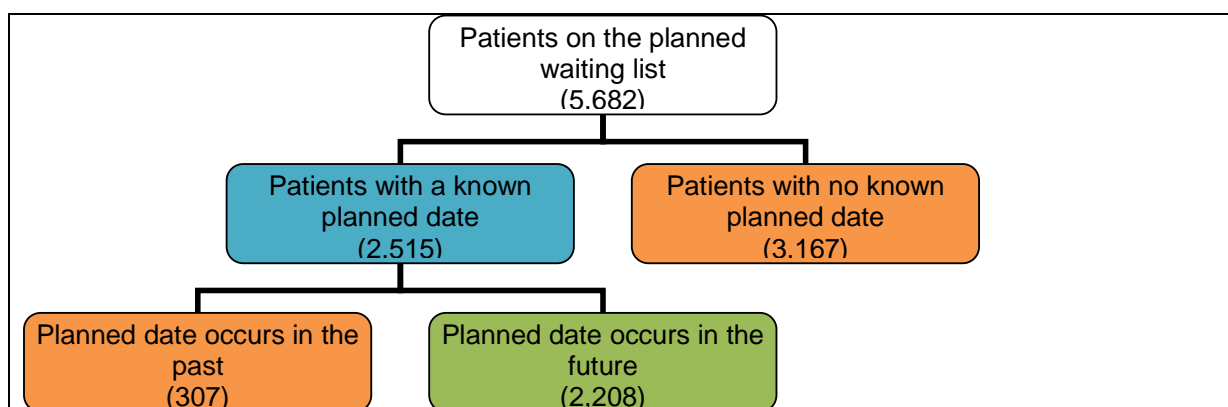 Patients on the planned
waiting list
(5,682)
Patients with a known
planned date
(2,515)
Patients with no known
planned date
(3,167)
Planned date occurs in the
past
(307)
Planned date occurs in the
future
(2,208)